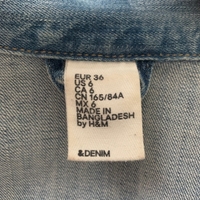 EUR 36
US 6
CA 6
CN 165/84A
MX 6
MADE IN
BANGLADESH
by H&M
&DENIM